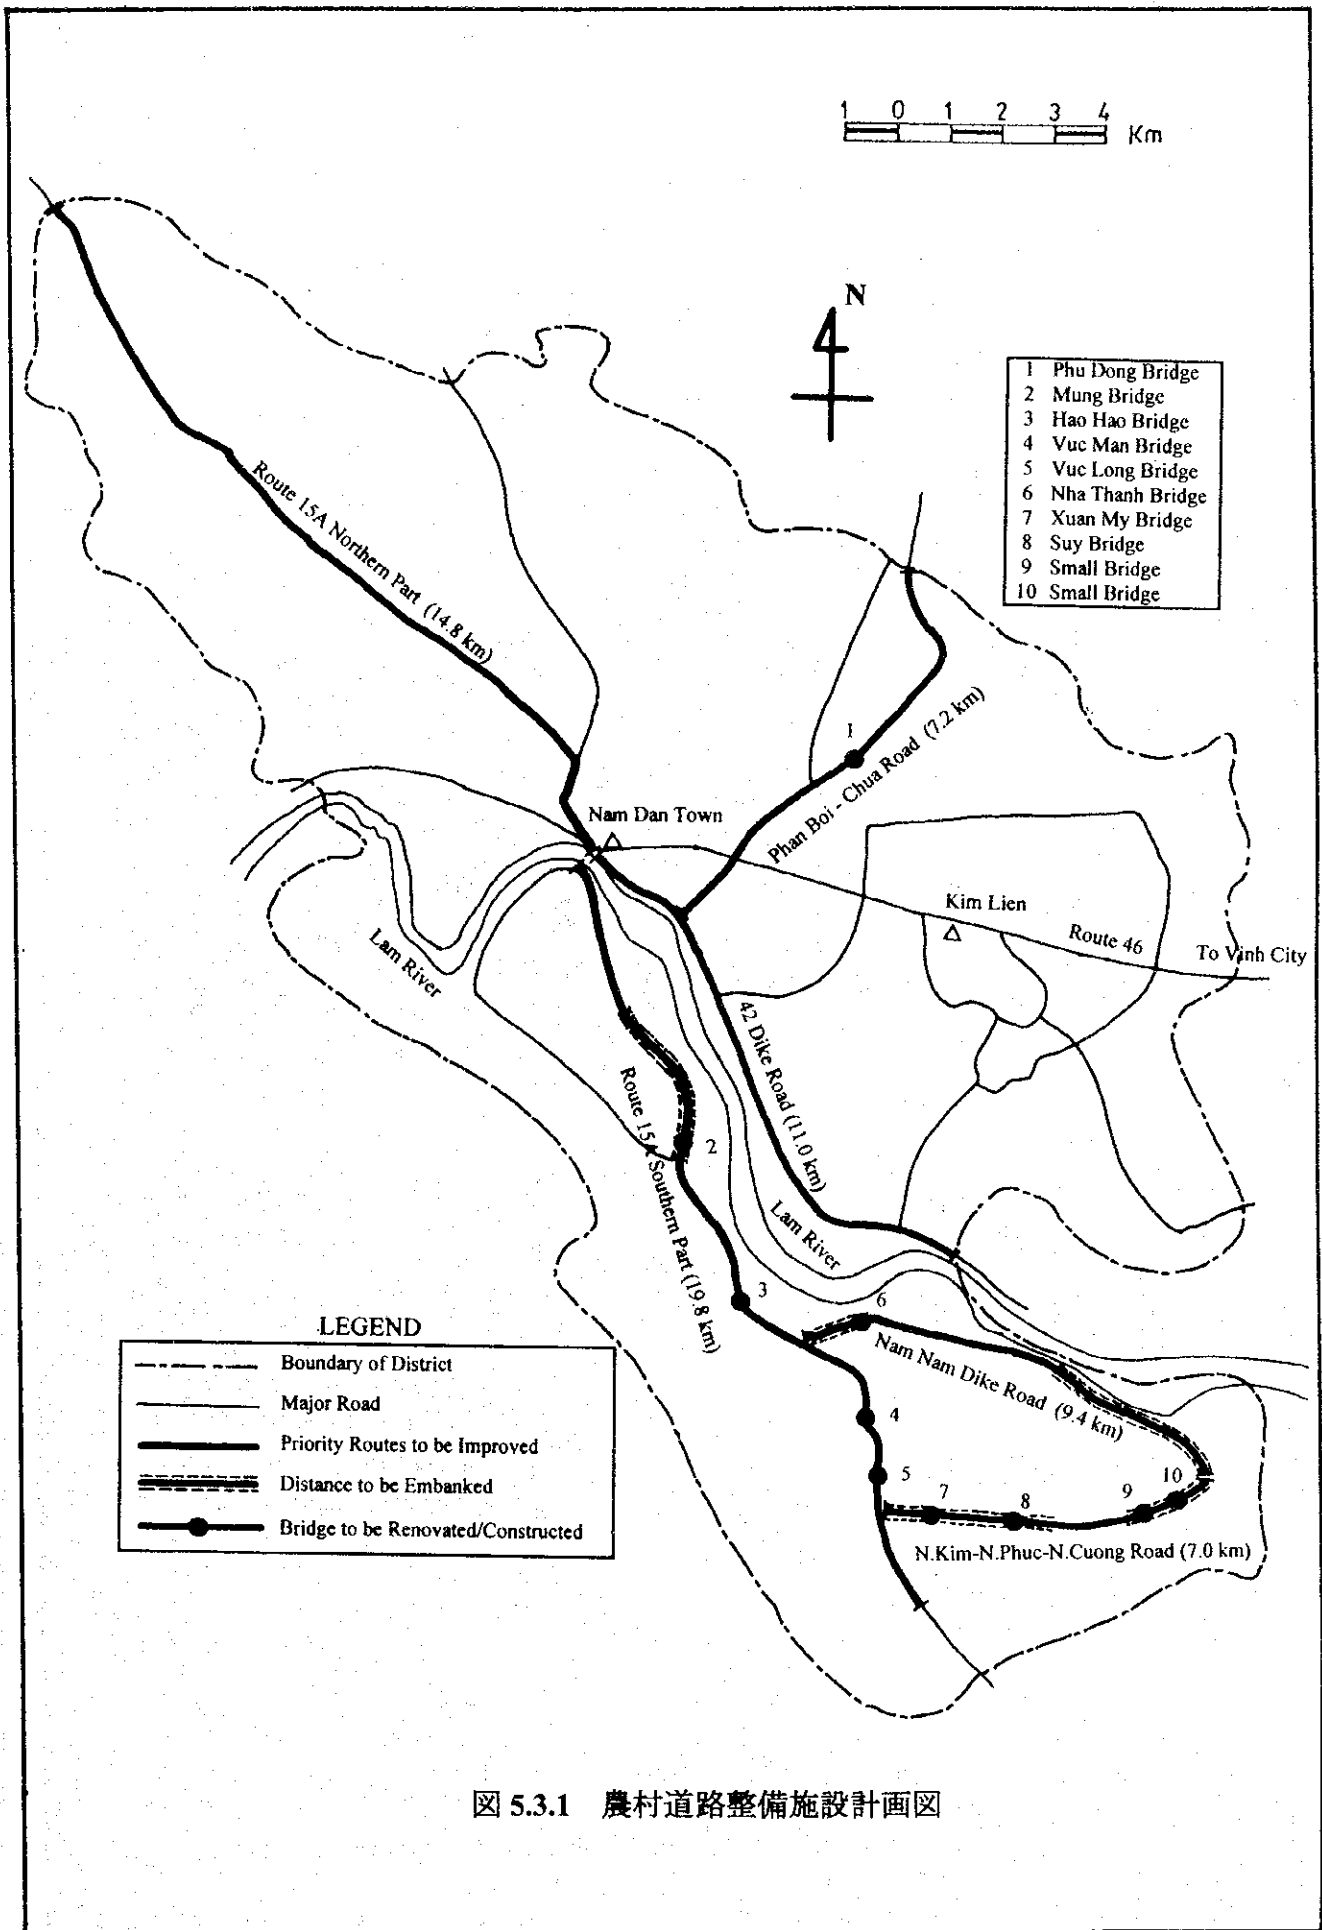 1 0 1 2 3 4
Km
N
1 Phu Dong Bridge
2 Mung Bridge
3 Hao Hao Bridge
4 Vuc Man Bridge
5 Vuc Long Bridge
6 Nha Thanh Bridge
7 Xuan My Bridge
8 Suy Bridge
9 Small Bridge
10 Small Bridge
Route 15A Northern Part (14.8 km)
1
Phan Boi - Chua Road (7.2 km)
Nam Dan Town
Kim Lien
Route 46
To Vinh City
Lam River
42 Dike Road (11.0 km)
Route 15A Southern Part (19.8 km)
2
Lam River
3
6
Nam Nam Dike Road (9.4 km)
4
5
7
8
9
10
N.Kim-N.Phuc-N.Cuong Road (7.0 km)
LEGEND
Boundary of District
Major Road
Priority Routes to be Improved
Distance to be Embanked
Bridge to be Renovated/Constructed
図 5.3.1 農村道路整備施設計画図